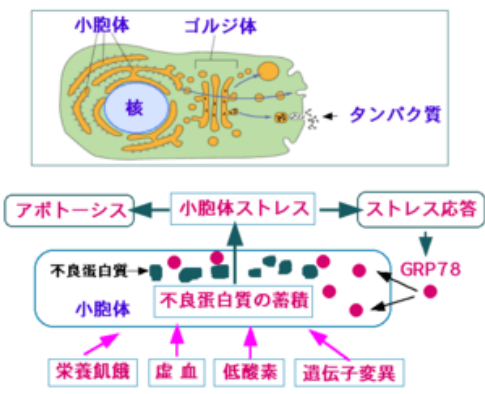 小胞体
ゴルジ体
核
タンパク質
アポトーシス
小胞体ストレス
ストレス応答
不良蛋白質
GRP78
小胞体
不良蛋白質の蓄積
栄養飢餓
虚血
低酸素
遺伝子変異